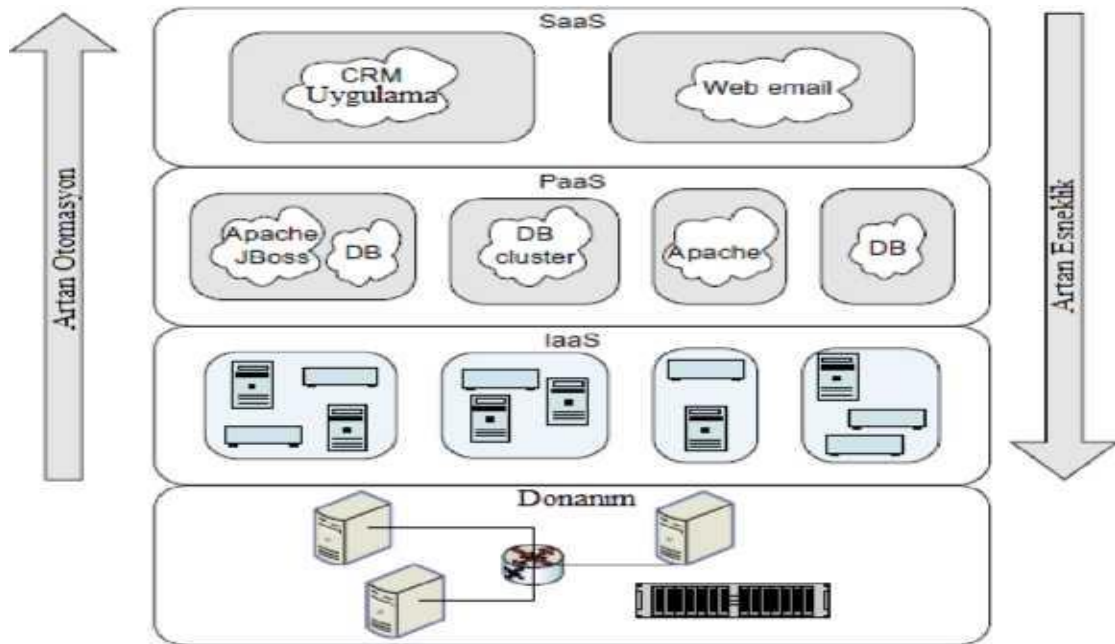 SaaS
CRM
Uygulama
Web email
PaaS
Apache
JBoss
DB
DB
cluster
Apache
DB
IaaS
Donanım
Artan Otomasyon
Artan Esneklik